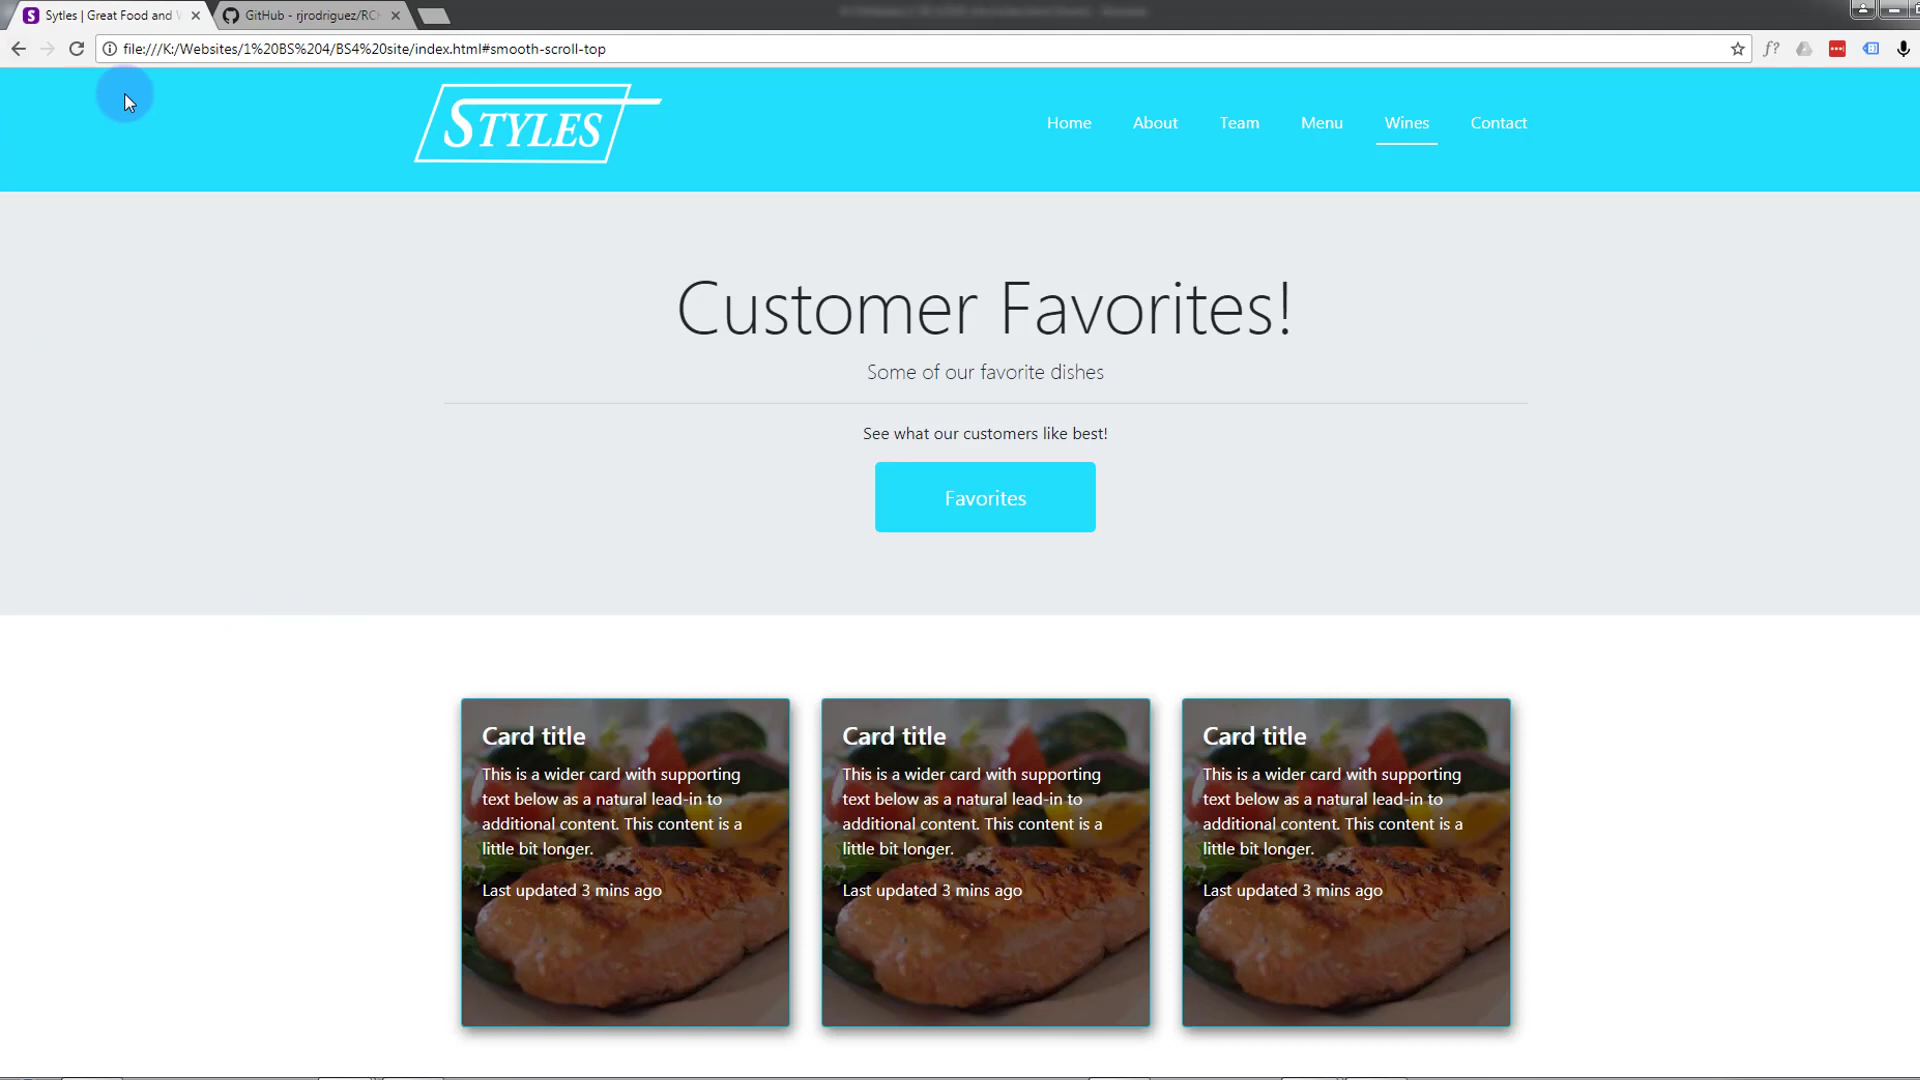 Sytles | Great Food and
GitHub - rjrodriguez/RC
file:///K:/Websites/1%20BS%204/BS4%20site/index.html#smooth-scroll-top
f?
STYLES
Home
About
Team
Menu
Wines
Contact
Customer Favorites!
Some of our favorite dishes
See what our customers like best!
Favorites
Card title
This is a wider card with supporting
text below as a natural lead-in to
additional content. This content is a
little bit longer.
Last updated 3 mins ago
Card title
This is a wider card with supporting
text below as a natural lead-in to
additional content. This content is a
little bit longer.
Last updated 3 mins ago
Card title
This is a wider card with supporting
text below as a natural lead-in to
additional content. This content is a
little bit longer.
Last updated 3 mins ago